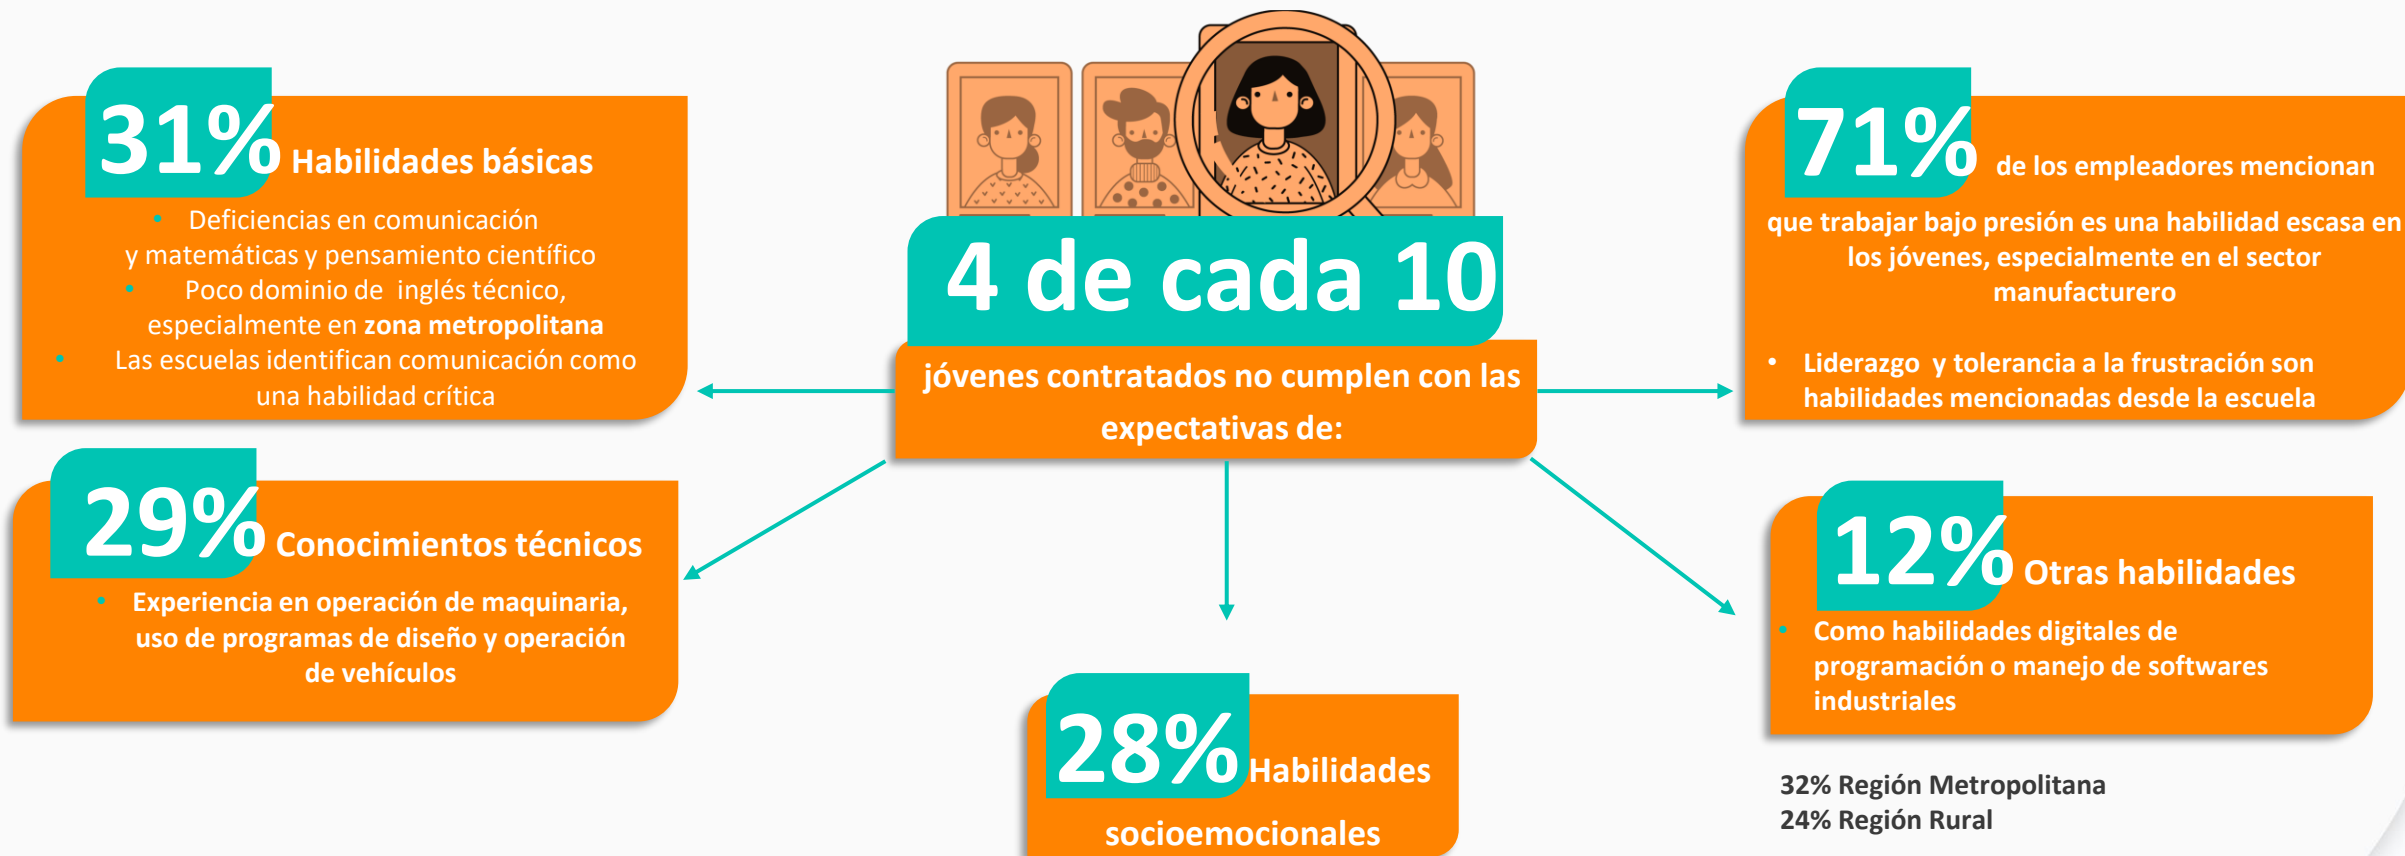 31% Habilidades básicas
• Deficiencias en comunicación
y matemáticas y pensamiento científico
• Poco dominio de inglés técnico,
especialmente en zona metropolitana
• Las escuelas identifican comunicación como
una habilidad crítica
29% Conocimientos técnicos
• Experiencia en operación de maquinaria,
uso de programas de diseño y operación
de vehículos
4 de cada 10
jóvenes contratados no cumplen con las
expectativas de:
28% Habilidades
socioemocionales
71% de los empleadores mencionan
que trabajar bajo presión es una habilidad escasa en
los jóvenes, especialmente en el sector
manufacturero
• Liderazgo y tolerancia a la frustración son
habilidades mencionadas desde la escuela
12% Otras habilidades
• Como habilidades digitales de
programación o manejo de softwares
industriales
32% Región Metropolitana
24% Región Rural